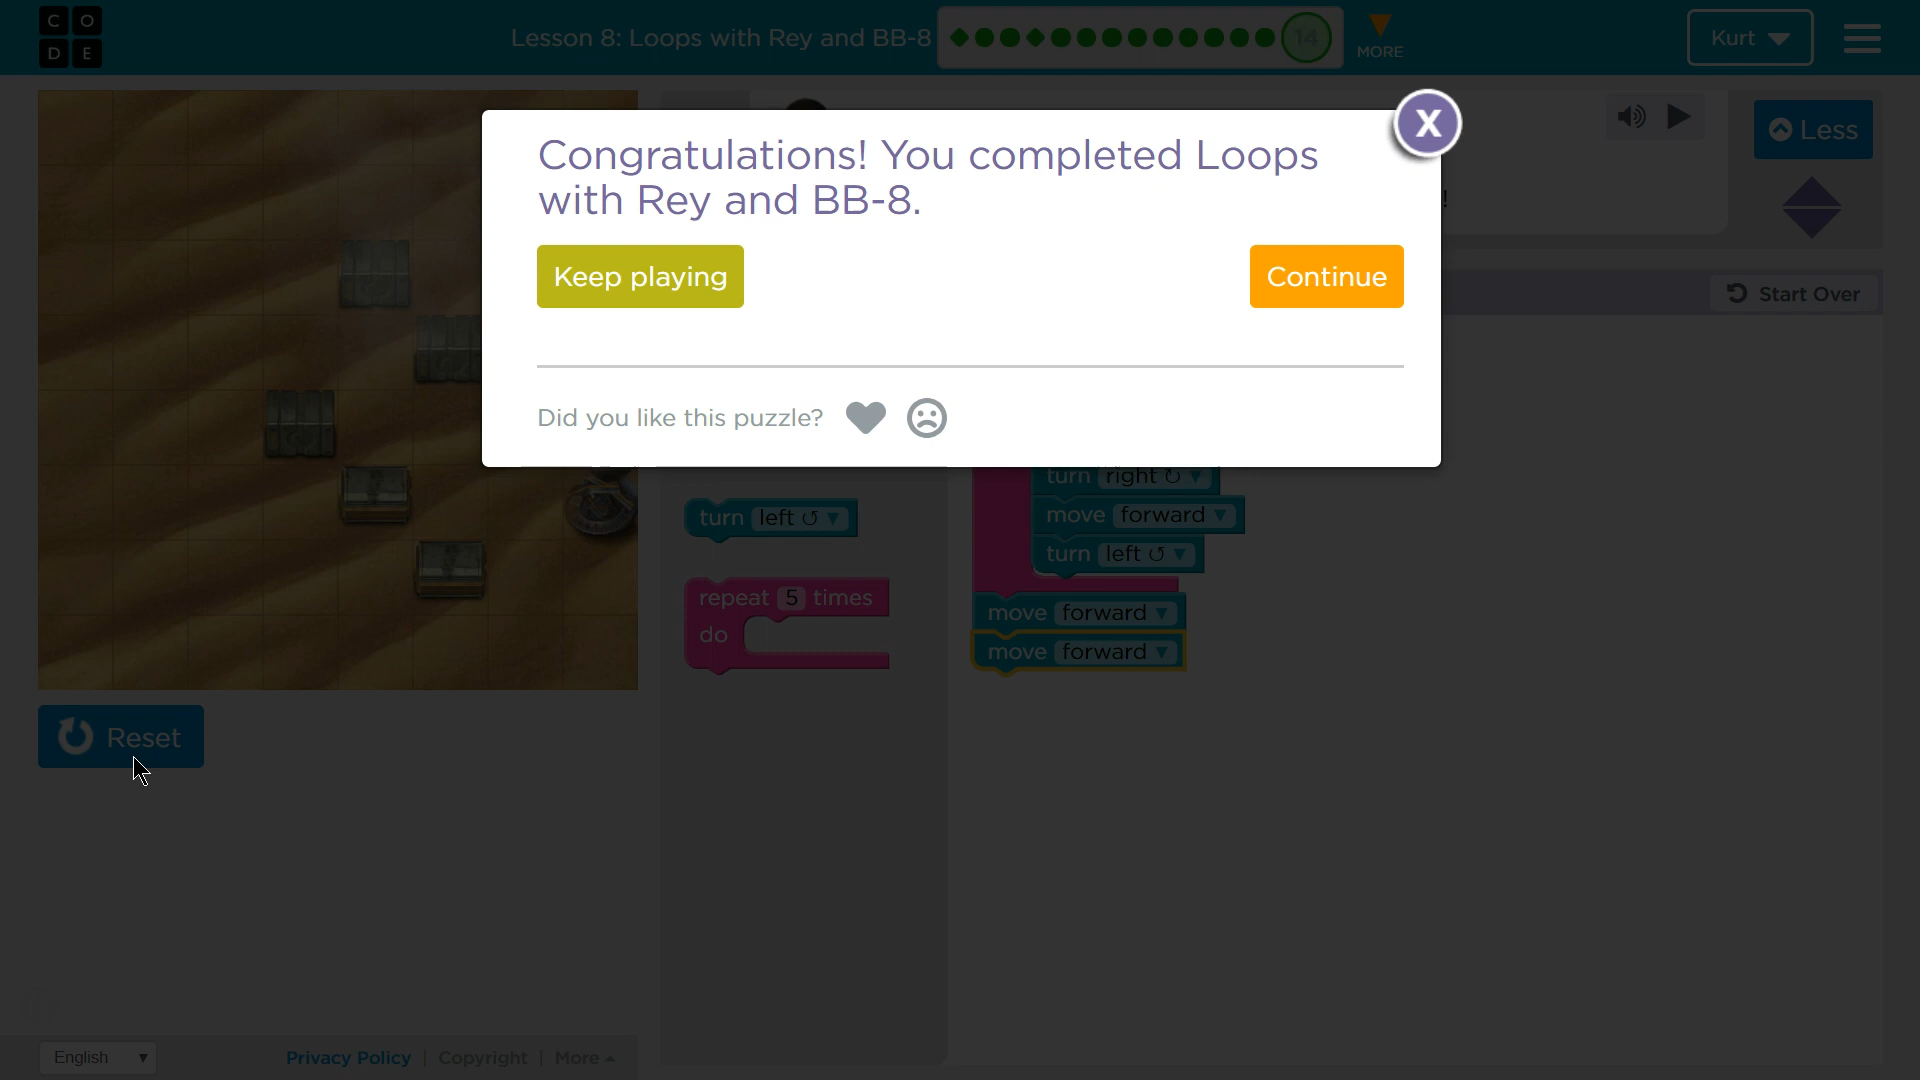 C O
D E
Lesson 8: Loops with Rey and BB-8
14
MORE
Kurt
Less
X
Congratulations! You completed Loops
with Rey and BB-8.
!
Keep playing
Continue
Start Over
Did you like this puzzle?
turn right ↻ ▼
turn left ↺ ▼
move forward ▼
turn left ↺ ▼
repeat 5 times
do
move forward ▼
move forward ▼
Reset
English ▼
Privacy Policy | Copyright | More